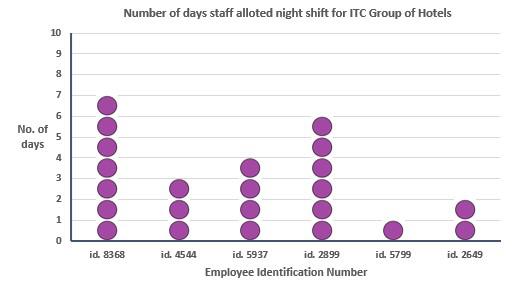 Number of days staff alloted night shift for ITC Group of Hotels
10
9
8
7
6
5
4
3
2
1
0
No. of
days
id. 8368 id. 4544 id. 5937 id. 2899 id. 5799 id. 2649
Employee Identification Number